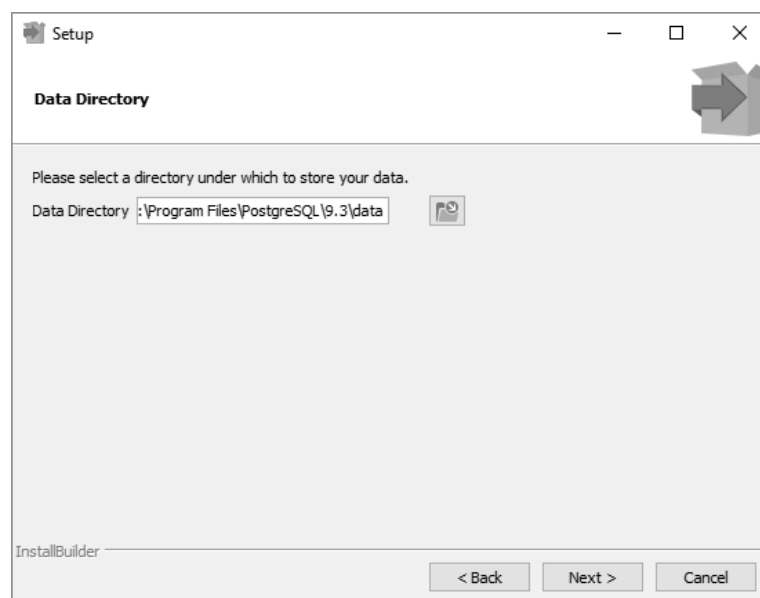 Setup
Data Directory
Please select a directory under which to store your data.
Data Directory :\Program Files\PostgreSQL\9.3\data
InstallBuilder
< Back Next > Cancel